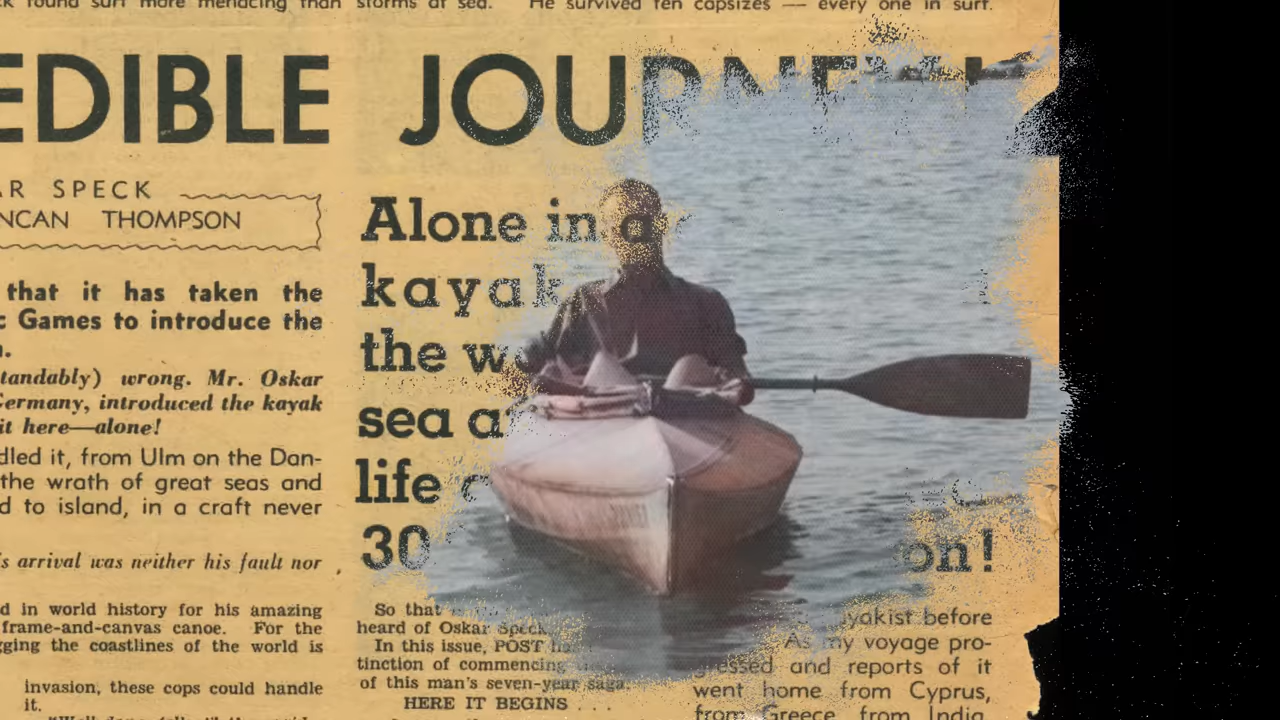 k found surf more menacing than storms at sea. He survived ten capsizes — every one in surf.
EDIBLE JOURNEY!
AR SPECK
NCAN THOMPSON
that it has taken the
c Games to introduce the
n.
tandably) wrong. Mr. Oskar
Germany, introduced the kayak
it here—alone!
dled it, from Ulm on the Dan-
the wrath of great seas and
d to island, in a craft never
s arrival was neither his fault nor
d in world history for his amazing
frame-and-canvas canoe. For the
gging the coastlines of the world is
invasion, these cops could handle
it.
Alone in a
kayak
the
sea
life
30
on!
So that
heard of Oskar Speck.
In this issue, POST
tinction of commencing the
of this man's seven-year saga.
HERE IT BEGINS . . .
yakist before
As my voyage pro-
gressed and reports of it
went home from Cyprus,
from Greece, from India,